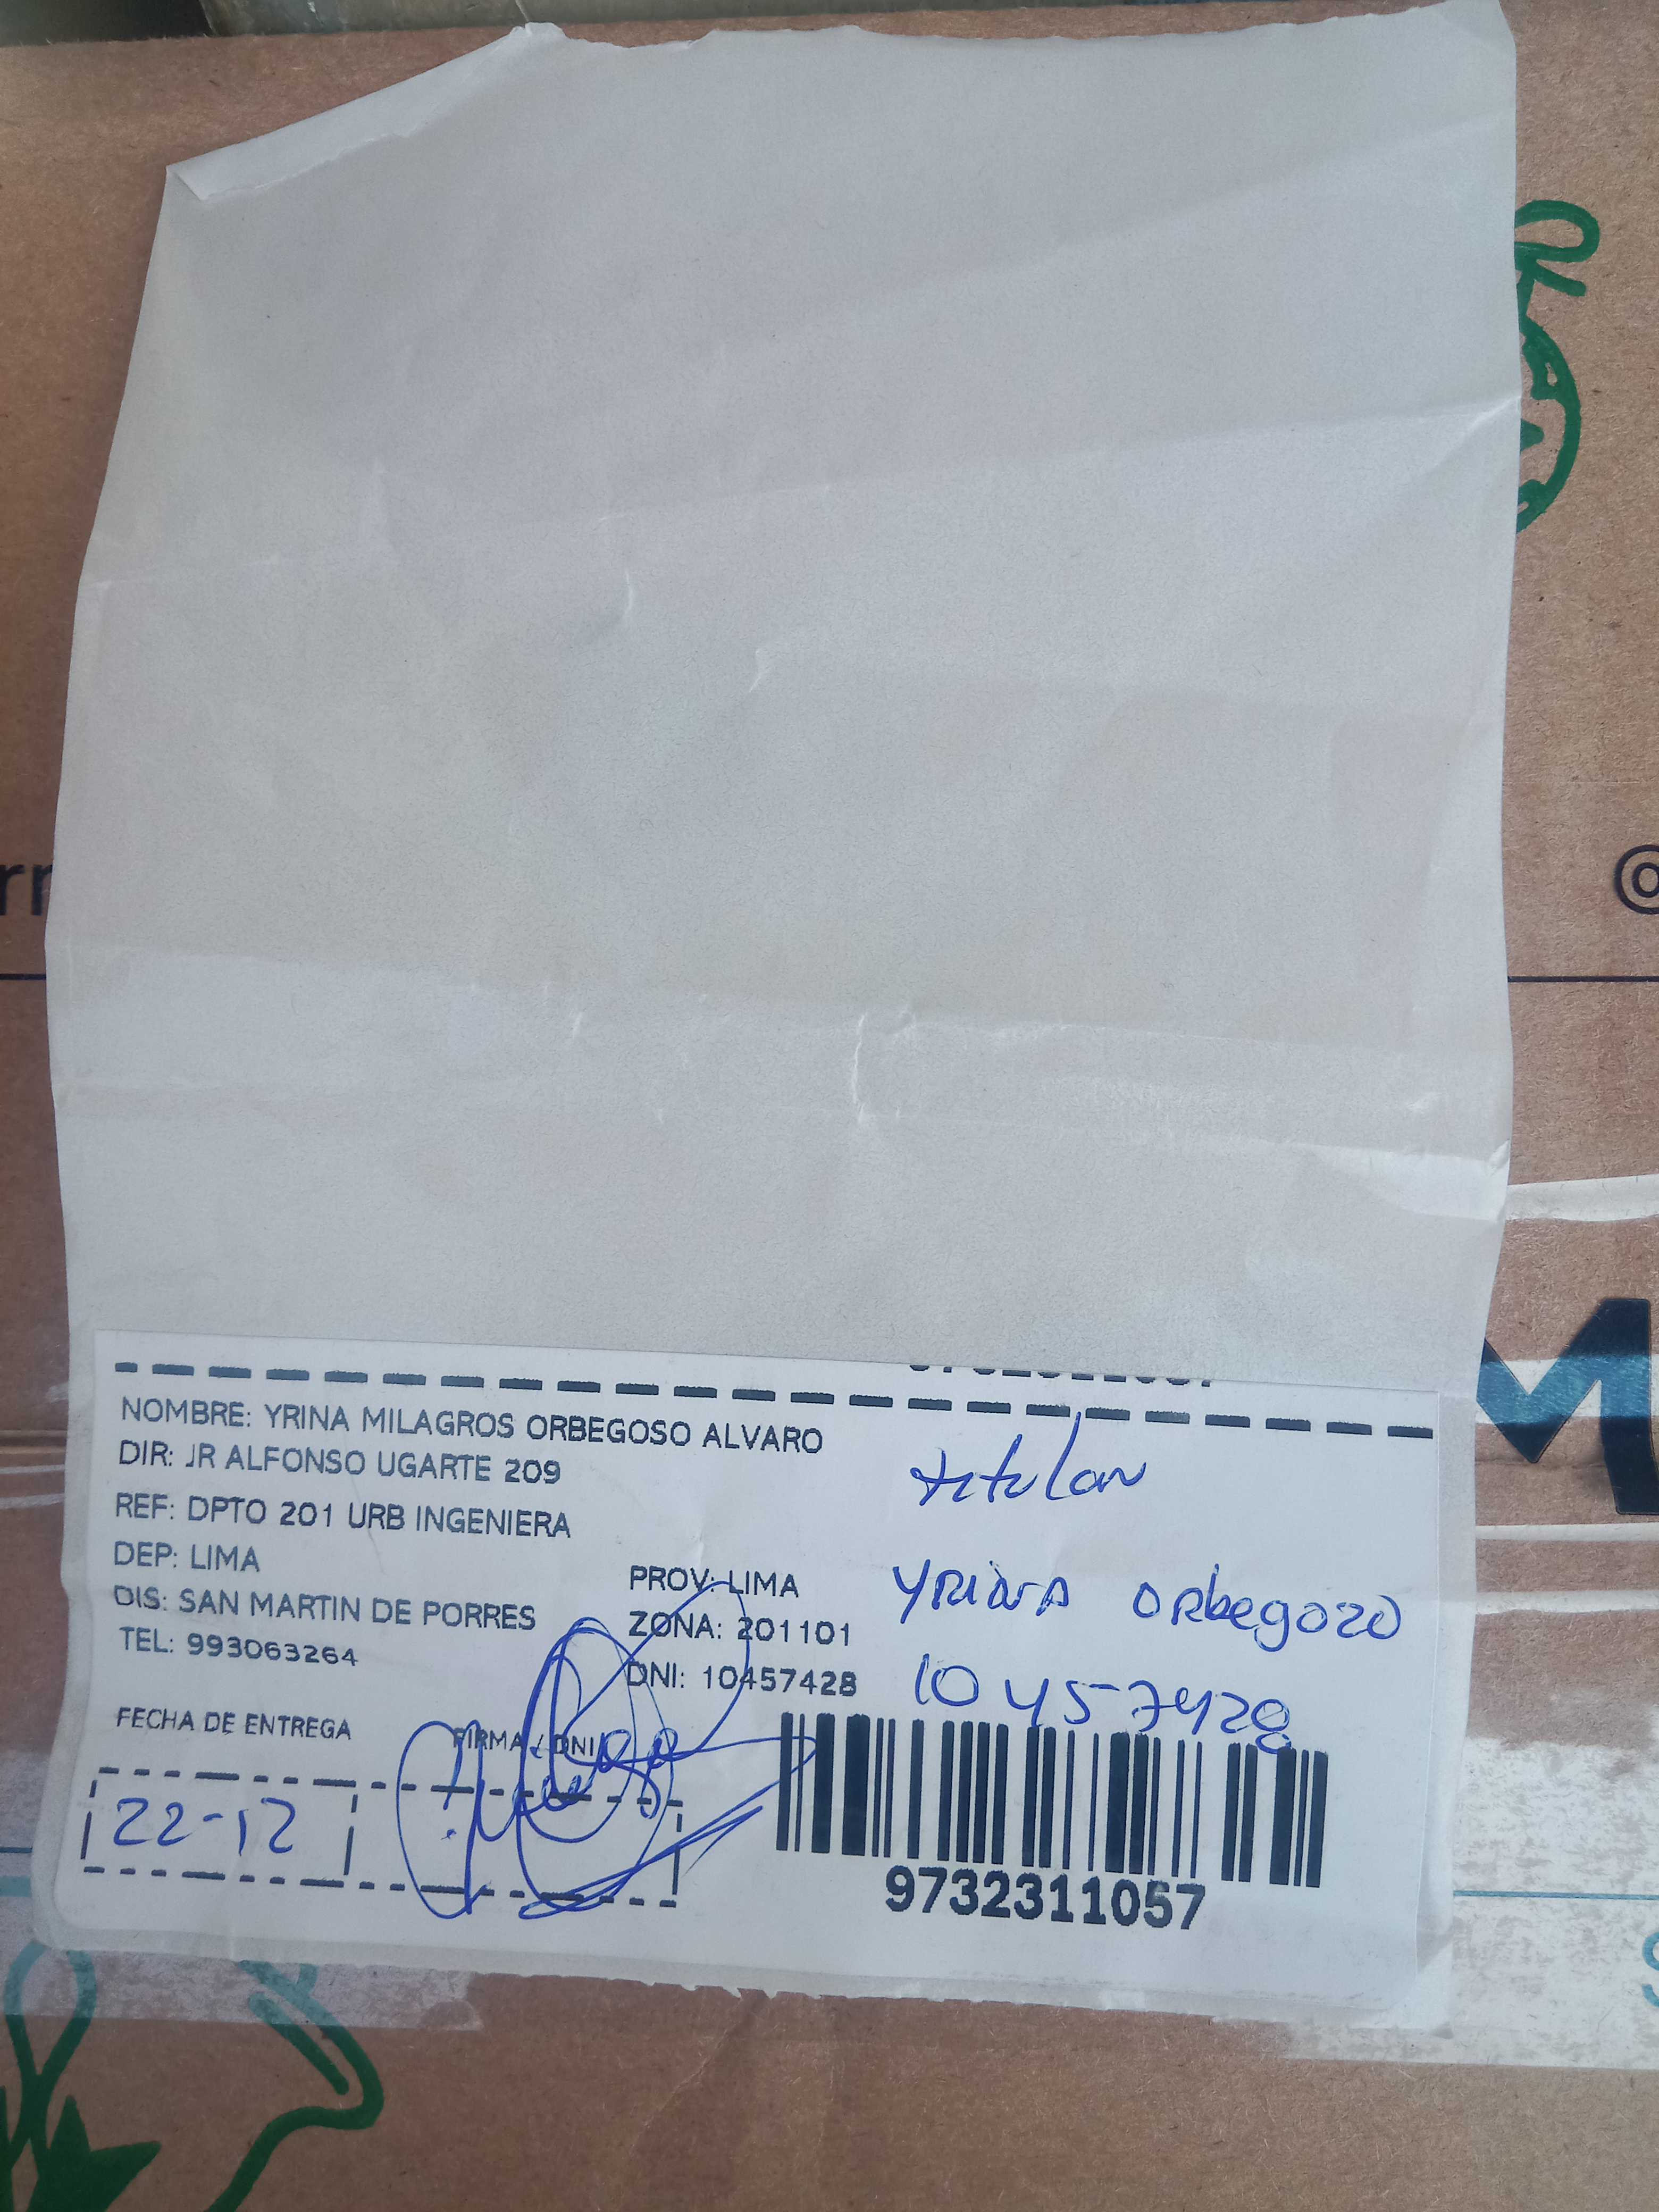 NOMBRE: YRINA MILAGROS ORBEGOSO ALVARO
DIR: JR ALFONSO UGARTE 209
REF: DPTO 201 URB INGENIERA
DEP: LIMA
PROV: LIMA
DIS: SAN MARTIN DE PORRES
ZONA: 201101
TEL: 993063264
DNI: 10457428
titular
YRINA ORbegozo
10457428
FECHA DE ENTREGA
FIRMA / DNI
22-12
9732311057
M
@